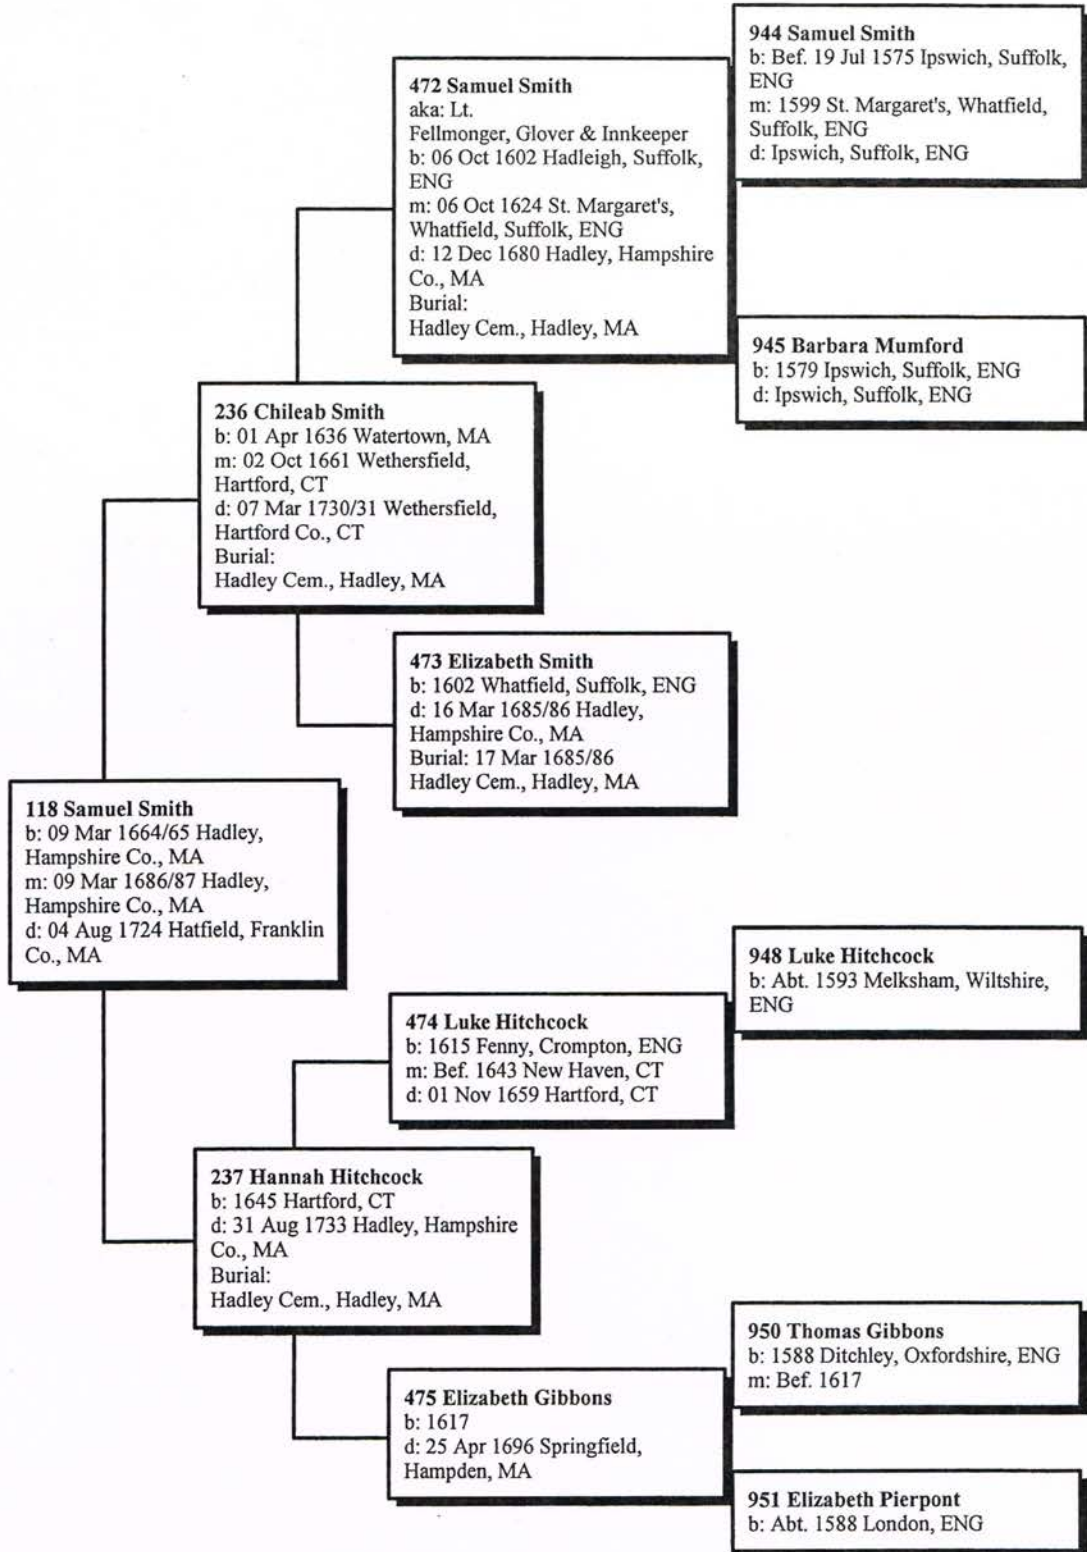 944 Samuel Smith
b: Bef. 19 Jul 1575 Ipswich, Suffolk,
ENG
m: 1599 St. Margaret's, Whatfield,
Suffolk, ENG
d: Ipswich, Suffolk, ENG
472 Samuel Smith
aka: Lt.
Fellmonger, Glover & Innkeeper
b: 06 Oct 1602 Hadleigh, Suffolk,
ENG
m: 06 Oct 1624 St. Margaret's,
Whatfield, Suffolk, ENG
d: 12 Dec 1680 Hadley, Hampshire
Co., MA
Burial:
Hadley Cem., Hadley, MA
945 Barbara Mumford
b: 1579 Ipswich, Suffolk, ENG
d: Ipswich, Suffolk, ENG
236 Chileab Smith
b: 01 Apr 1636 Watertown, MA
m: 02 Oct 1661 Wethersfield,
Hartford, CT
d: 07 Mar 1730/31 Wethersfield,
Hartford Co., CT
Burial:
Hadley Cem., Hadley, MA
473 Elizabeth Smith
b: 1602 Whatfield, Suffolk, ENG
d: 16 Mar 1685/86 Hadley,
Hampshire Co., MA
Burial: 17 Mar 1685/86
Hadley Cem., Hadley, MA
118 Samuel Smith
b: 09 Mar 1664/65 Hadley,
Hampshire Co., MA
m: 09 Mar 1686/87 Hadley,
Hampshire Co., MA
d: 04 Aug 1724 Hatfield, Franklin
Co., MA
948 Luke Hitchcock
b: Abt. 1593 Melksham, Wiltshire,
ENG
474 Luke Hitchcock
b: 1615 Fenny, Crompton, ENG
m: Bef. 1643 New Haven, CT
d: 01 Nov 1659 Hartford, CT
237 Hannah Hitchcock
b: 1645 Hartford, CT
d: 31 Aug 1733 Hadley, Hampshire
Co., MA
Burial:
Hadley Cem., Hadley, MA
950 Thomas Gibbons
b: 1588 Ditchley, Oxfordshire, ENG
m: Bef. 1617
475 Elizabeth Gibbons
b: 1617
d: 25 Apr 1696 Springfield,
Hampden, MA
951 Elizabeth Pierpont
b: Abt. 1588 London, ENG